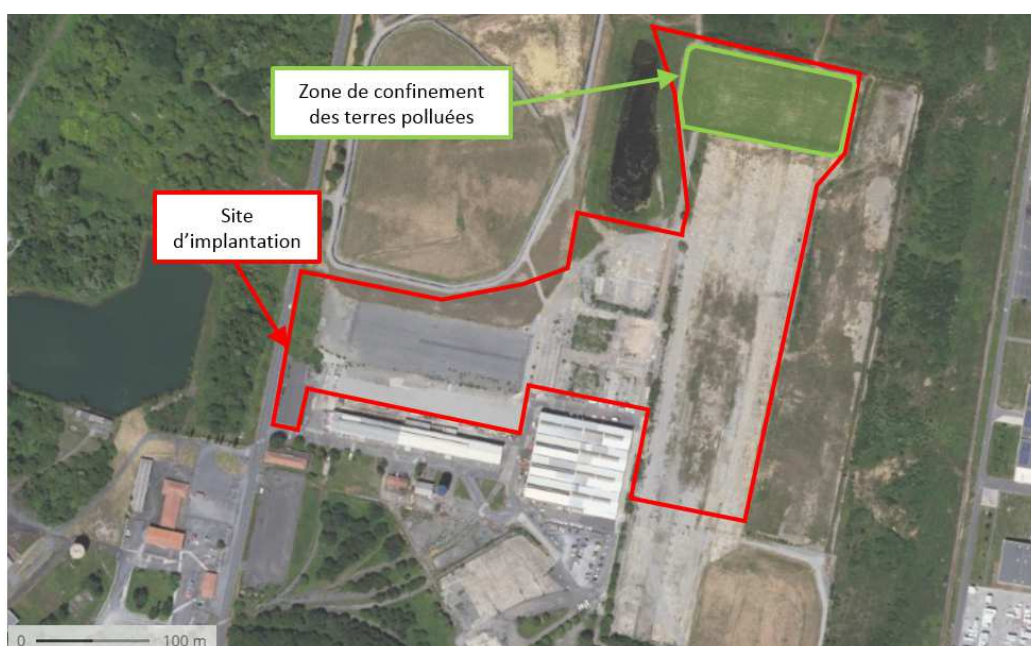 Zone de confinement
des terres polluées
Site
d’implantation
0 100 m